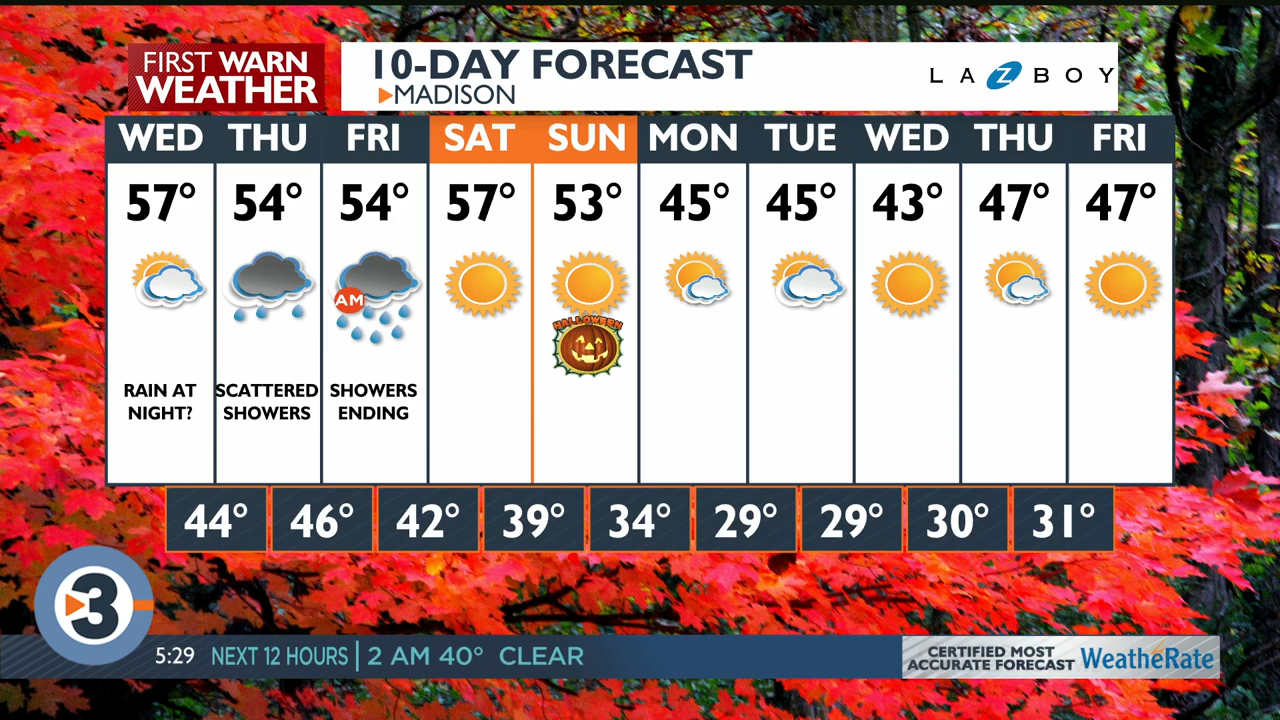 FIRST WARN
WEATHER
10-DAY FORECAST
MADISON
LA Z BOY
WED THU FRI SAT SUN MON TUE WED THU FRI
57° 54° 54° 57° 53° 45° 45° 43° 47° 47°
AM
HALLOWEEN
RAIN AT NIGHT?
SCATTERED SHOWERS
SHOWERS ENDING
44° 46° 42° 39° 34° 29° 29° 30° 31°
3
5:29 NEXT 12 HOURS 2 AM 40° CLEAR
CERTIFIED MOST
ACCURATE FORECAST
WeatheRate